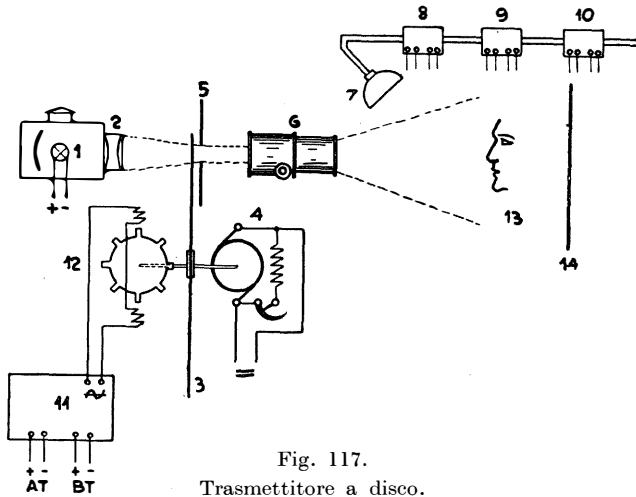 8 9 10
7
5
2 6
1
+ -
13
4
12
14
3
11
+ - + -
AT BT
Fig. 117.
Trasmettitore a disco.